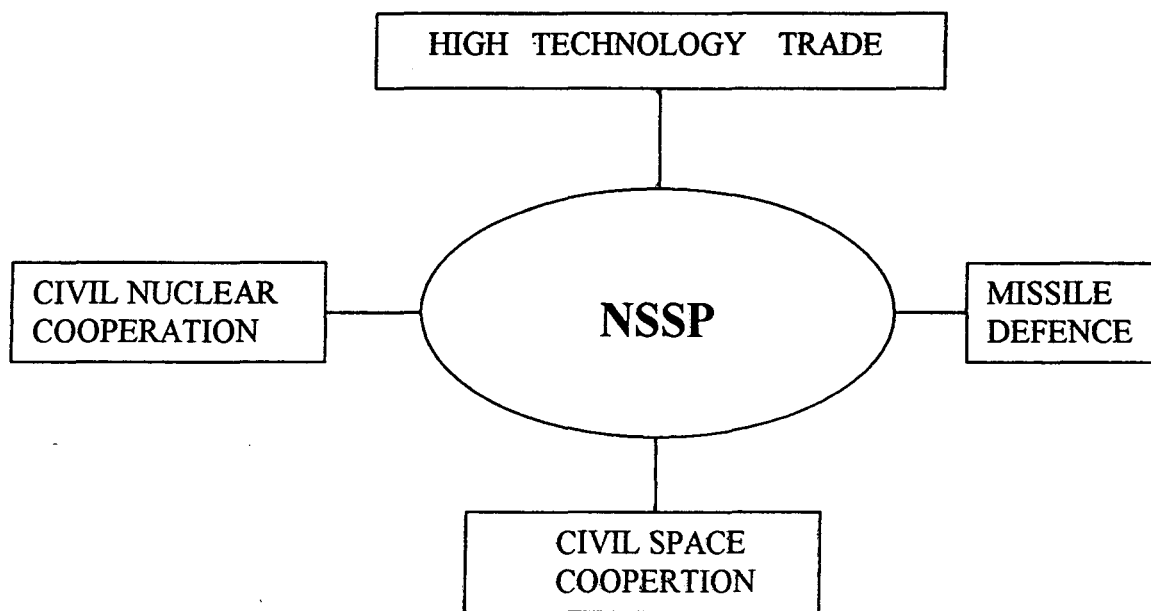 HIGH TECHNOLOGY TRADE
CIVIL NUCLEAR
COOPERATION
NSSP
MISSILE
DEFENCE
CIVIL SPACE
COOPERTION